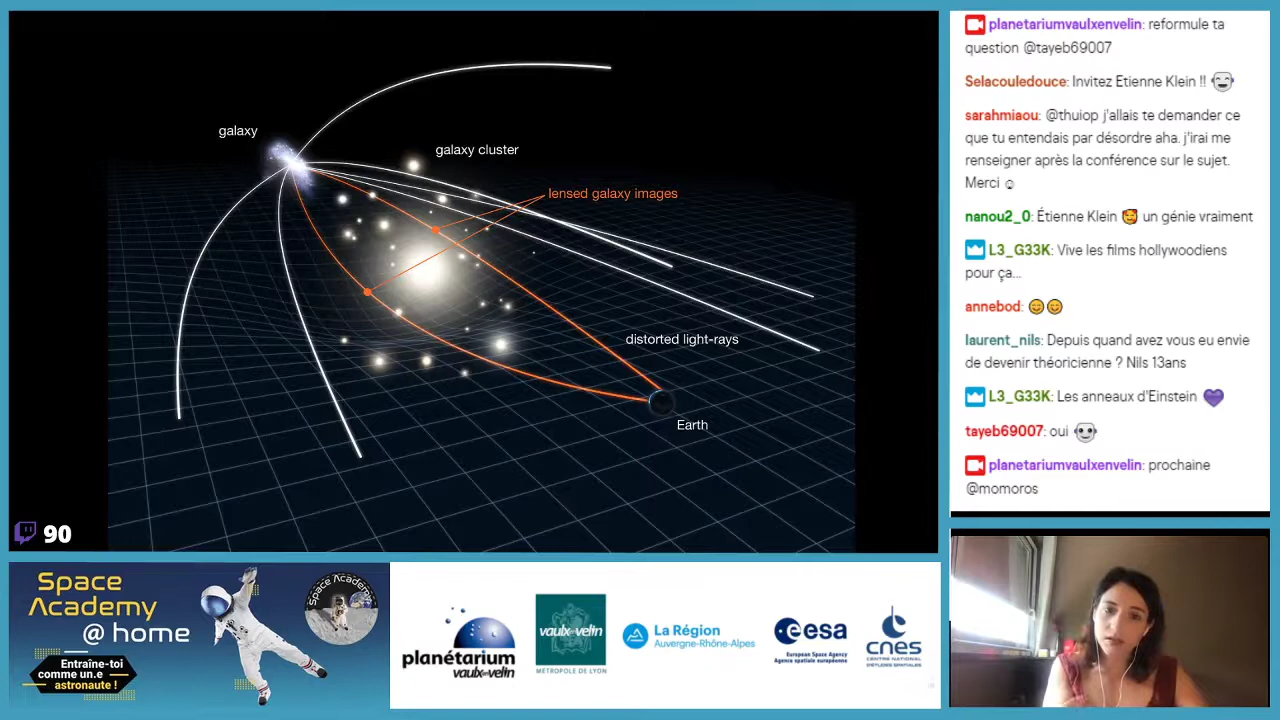 galaxy
galaxy cluster
lensed galaxy images
distorted light-rays
Earth
90
planetariumvaulxenvelin: reformule ta
question @tayeb69007
Selacouledouce: Invitez Etienne Klein !!
sarahmiaou: @thuiop j'allais te demander ce
que tu entendais par désordre aha. j'irai me
renseigner après la conférence sur le sujet.
Merci ☺
nanou2_0: Étienne Klein 🥰 un génie vraiment
L3_G33K: Vive les films hollywoodiens
pour ça...
annebod: 😊😊
laurent_nils: Depuis quand avez vous eu envie
de devenir théoricienne ? Nils 13ans
L3_G33K: Les anneaux d'Einstein 💜
tayeb69007: oui
planetariumvaulxenvelin: prochaine
@momoros
Space
Academy
@ home
Entraîne-toi
comme un.e
astronaute !
Space Academy
planétarium
vaulx en velin
vaulx en velin
MÉTROPOLE DE LYON
La Région
Auvergne-Rhône-Alpes
esa
European Space Agency
Agence spatiale européenne
cnes
CENTRE NATIONAL
D'ÉTUDES SPATIALES